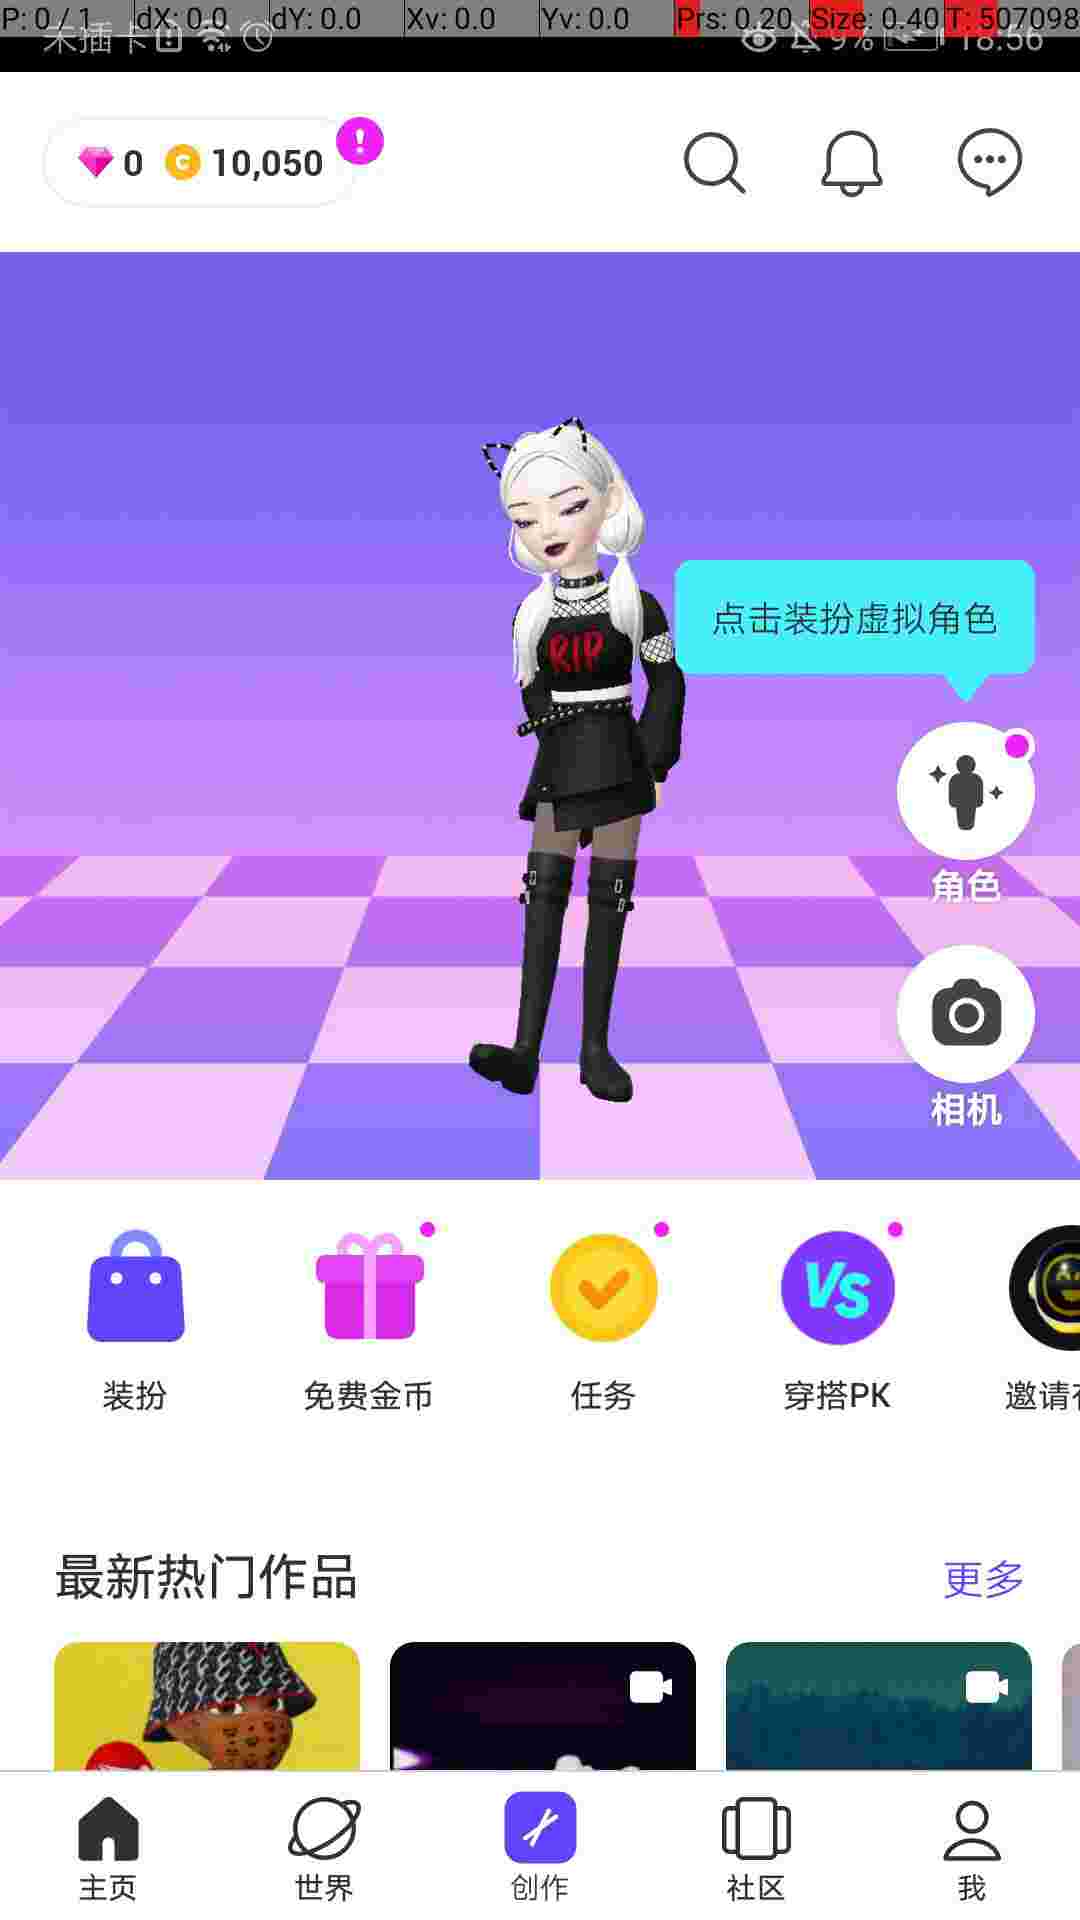 P: 0 / 1 dX: 0.0 dY: 0.0 Xv: 0.0 Yv: 0.0 Prs: 0.20 Size: 0.40 T: 507098
未插卡 9% 18:56
0 10,050
点击装扮虚拟角色
RIP
角色
相机
装扮 免费金币 任务 穿搭PK 邀请
最新热门作品 更多
主页 世界 创作 社区 我